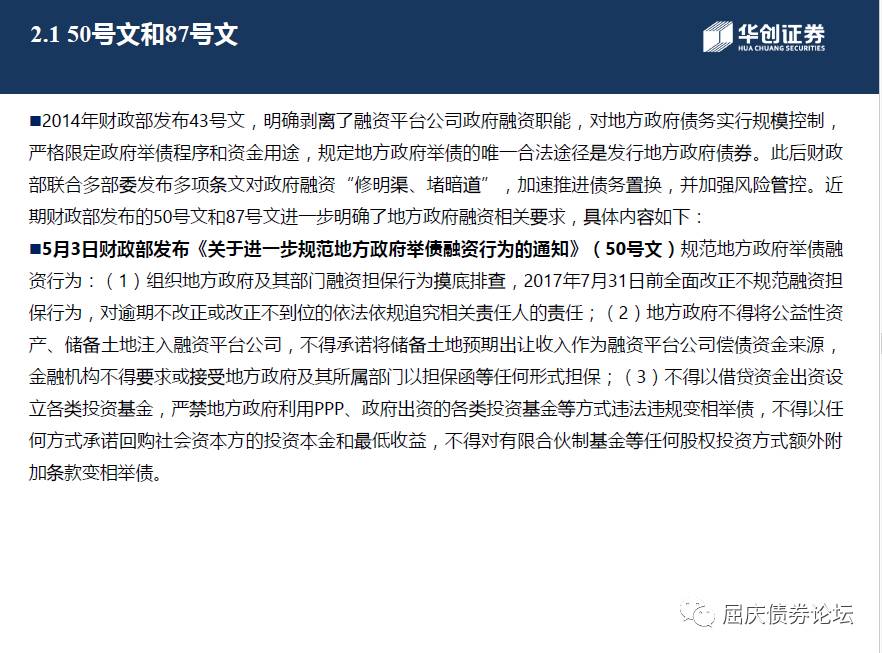 2.1 50号文和87号文
华创证券
HUA CHUANG SECURITIES
■2014年财政部发布43号文，明确剥离了融资平台公司政府融资职能，对地方政府债务实行规模控制，
严格限定政府举债程序和资金用途，规定地方政府举债的唯一合法途径是发行地方政府债券。此后财政
部联合多部委发布多项条文对政府融资“修明渠、堵暗道”，加速推进债务置换，并加强风险管控。近
期财政部发布的50号文和87号文进一步明确了地方政府融资相关要求，具体内容如下：
■5月3日财政部发布《关于进一步规范地方政府举债融资行为的通知》（50号文）规范地方政府举债融
资行为：（1）组织地方政府及其部门融资担保行为摸底排查，2017年7月31日前全面改正不规范融资担
保行为，对逾期不改正或改正不到位的依法依规追究相关责任人的责任；（2）地方政府不得将公益性资
产、储备土地注入融资平台公司，不得承诺将储备土地预期出让收入作为融资平台公司偿债资金来源，
金融机构不得要求或接受地方政府及其所属部门以担保函等任何形式担保；（3）不得以借贷资金出资设
立各类投资基金，严禁地方政府利用PPP、政府出资的各类投资基金等方式违法违规变相举债，不得以任
何方式承诺回购社会资本方的投资本金和最低收益，不得对有限合伙制基金等任何股权投资方式额外附
加条款变相举债。
屈庆债券论坛